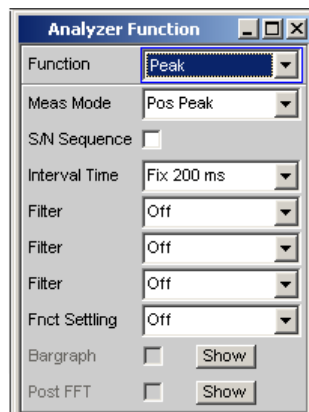 Analyzer Function
Function Peak
Meas Mode Pos Peak
S/N Sequence
Interval Time Fix 200 ms
Filter Off
Filter Off
Filter Off
Fnct Settling Off
Bargraph Show
Post FFT Show